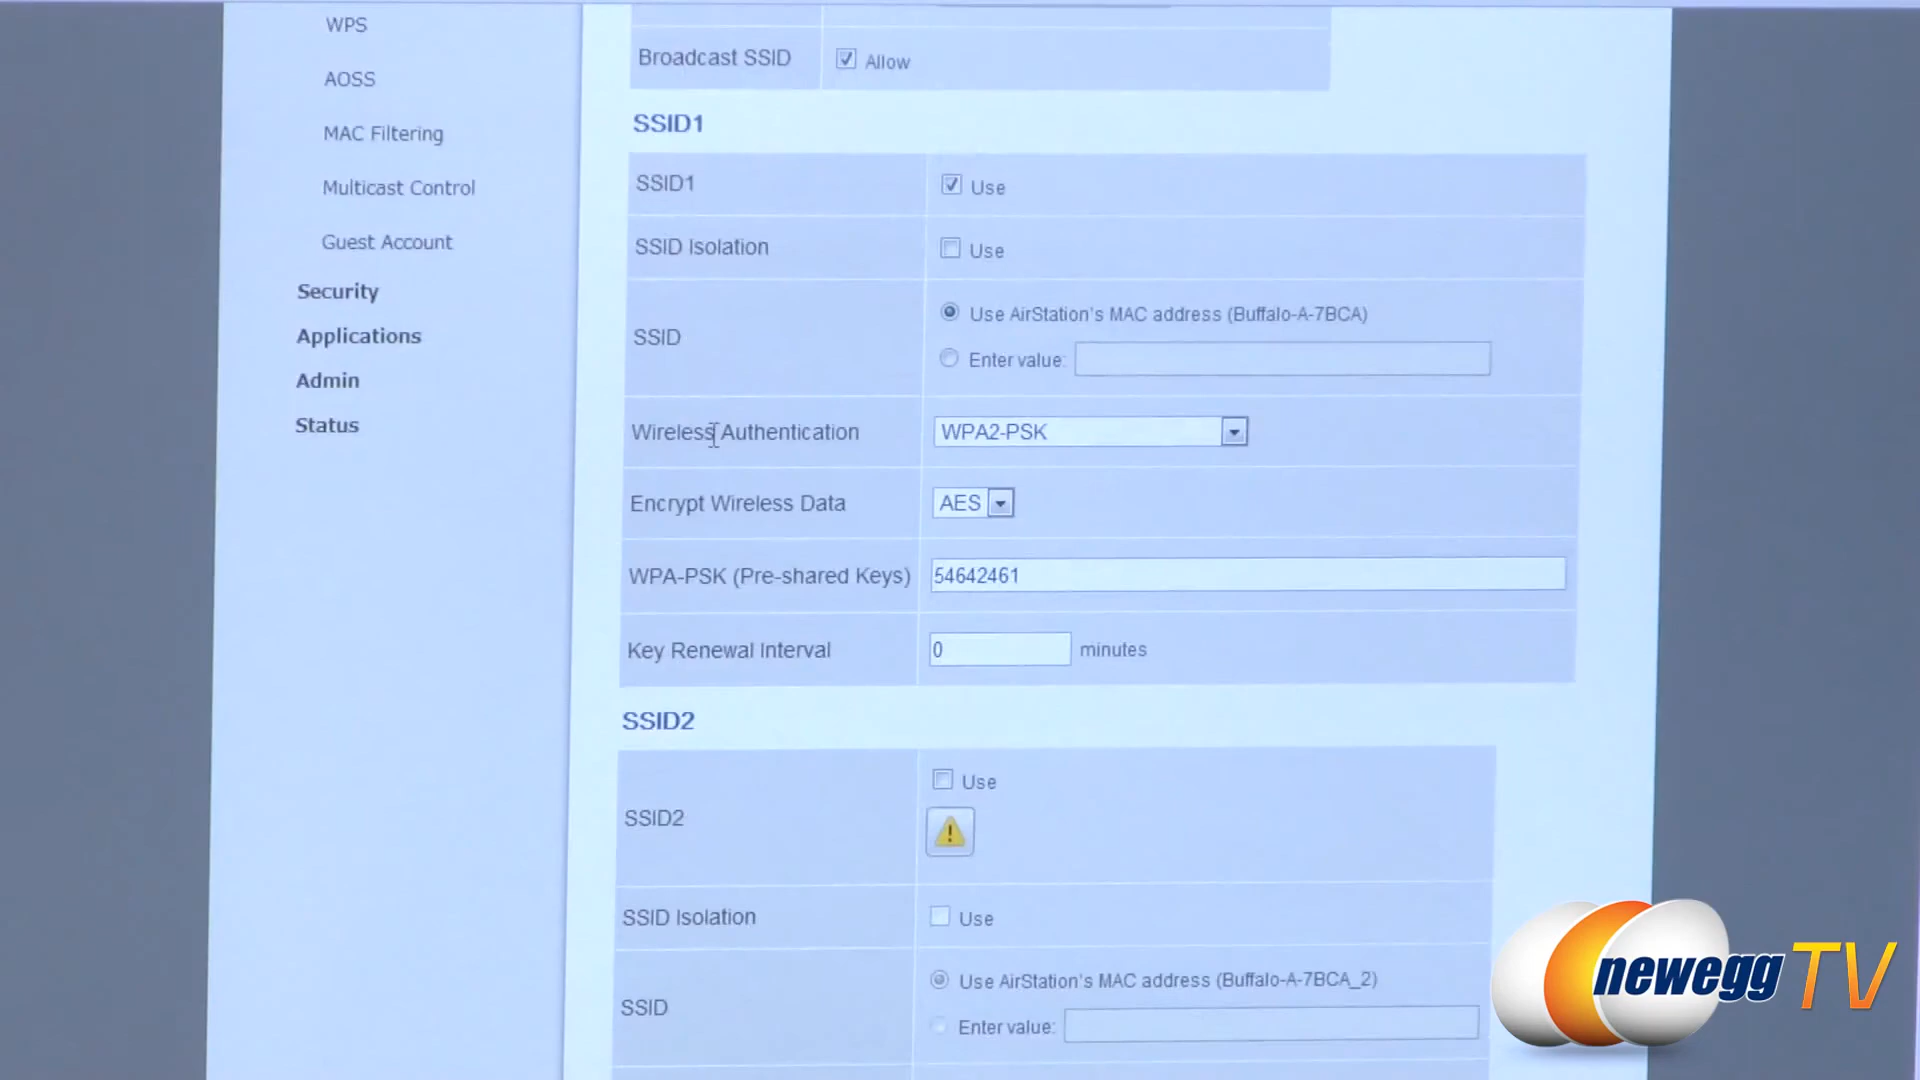 WPS
AOSS
MAC Filtering
Multicast Control
Guest Account
Security
Applications
Admin
Status
Broadcast SSID
Allow
SSID1
SSID1
Use
SSID Isolation
Use
SSID
Use AirStation's MAC address (Buffalo-A-7BCA)
Enter value:
Wireless Authentication
WPA2-PSK
Encrypt Wireless Data
AES
WPA-PSK (Pre-shared Keys)
54642461
Key Renewal Interval
0 minutes
SSID2
SSID2
Use
SSID Isolation
Use
SSID
Use AirStation's MAC address (Buffalo-A-7BCA_2)
Enter value:
newegg TV